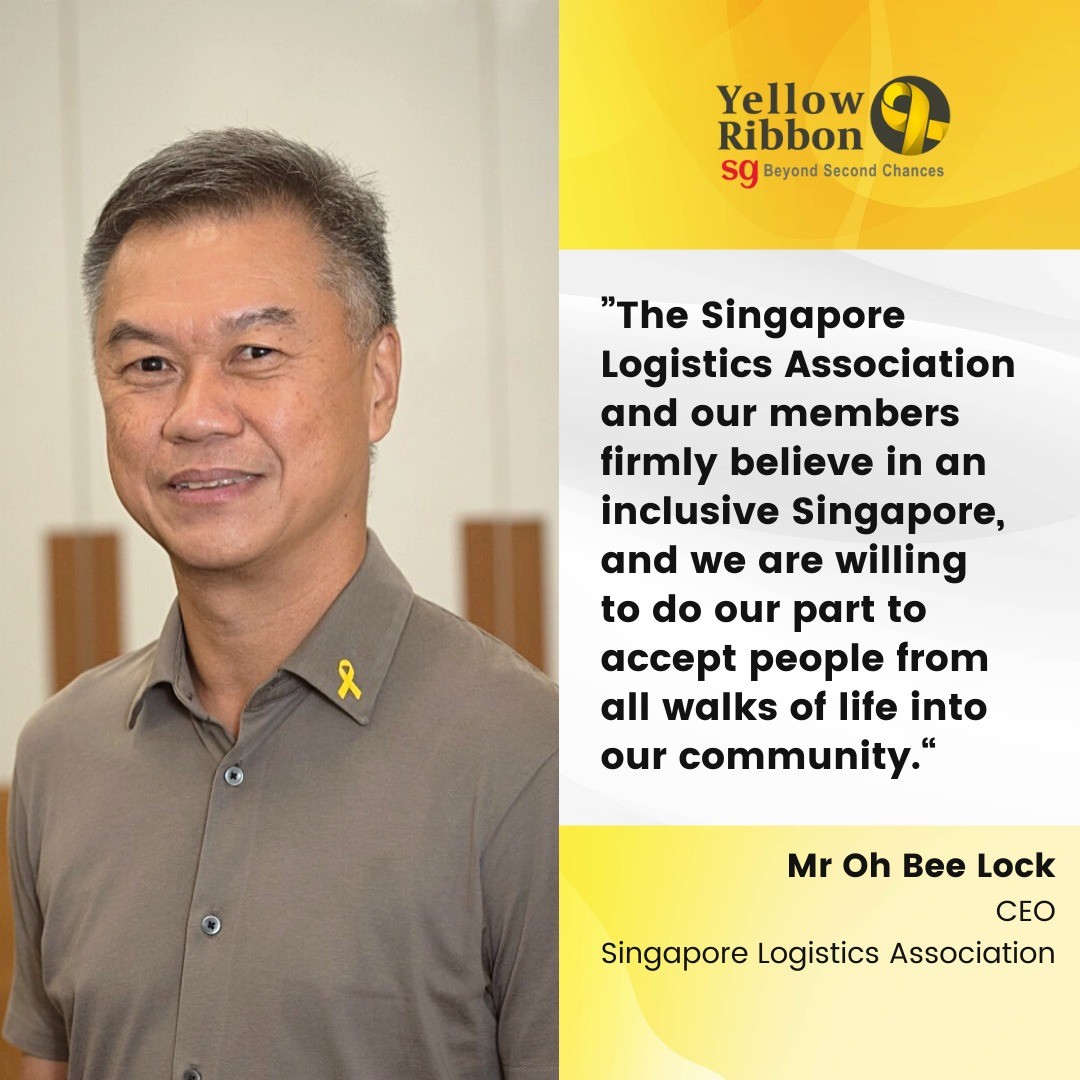 Yellow
Ribbon
sg Beyond Second Chances
”The Singapore
Logistics Association
and our members
firmly believe in an
inclusive Singapore,
and we are willing
to do our part to
accept people from
all walks of life into
our community.“
Mr Oh Bee Lock
CEO
Singapore Logistics Association